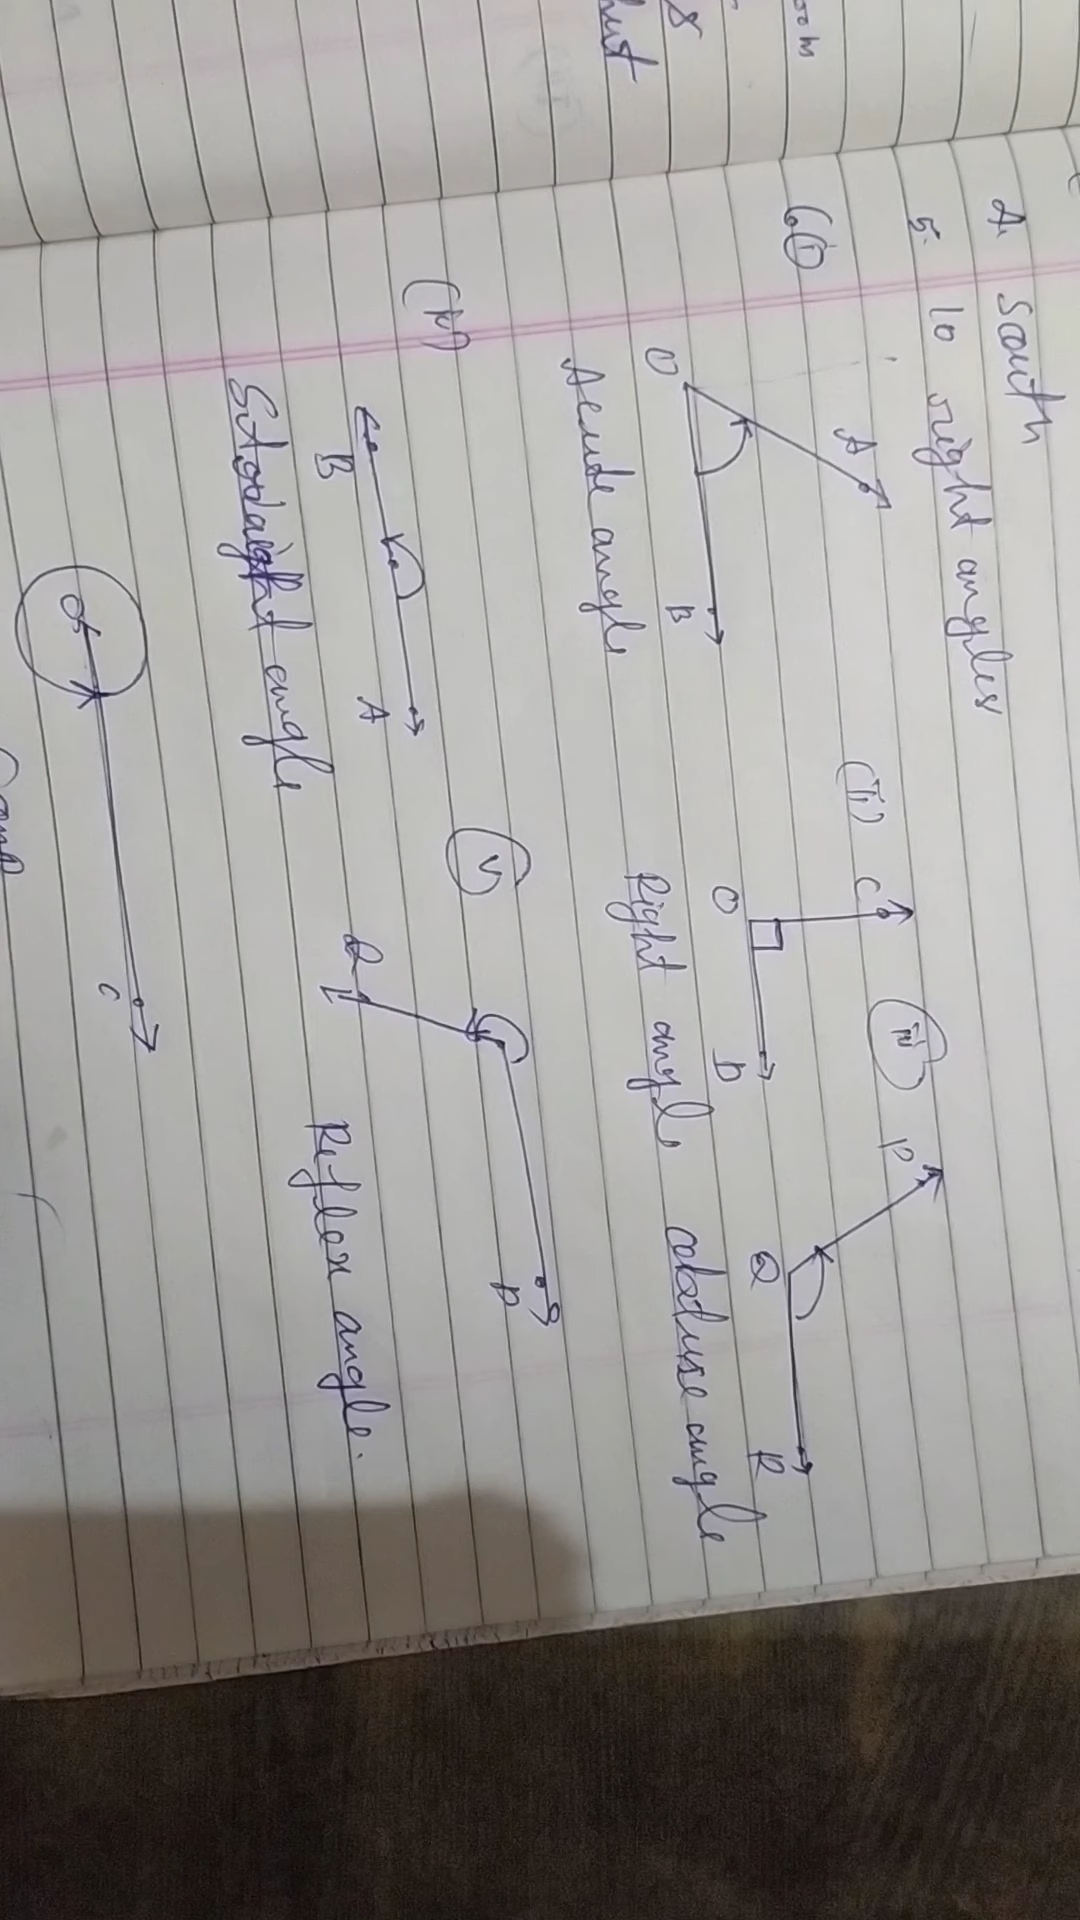 4. South
5. 10 right angles
6. (i) A O B
(ii) C O D
(iii) P Q R
Acute angle Right angle obtuse angle
(iv) B A
(v) Q P
Straight angle Reflex angle.
C